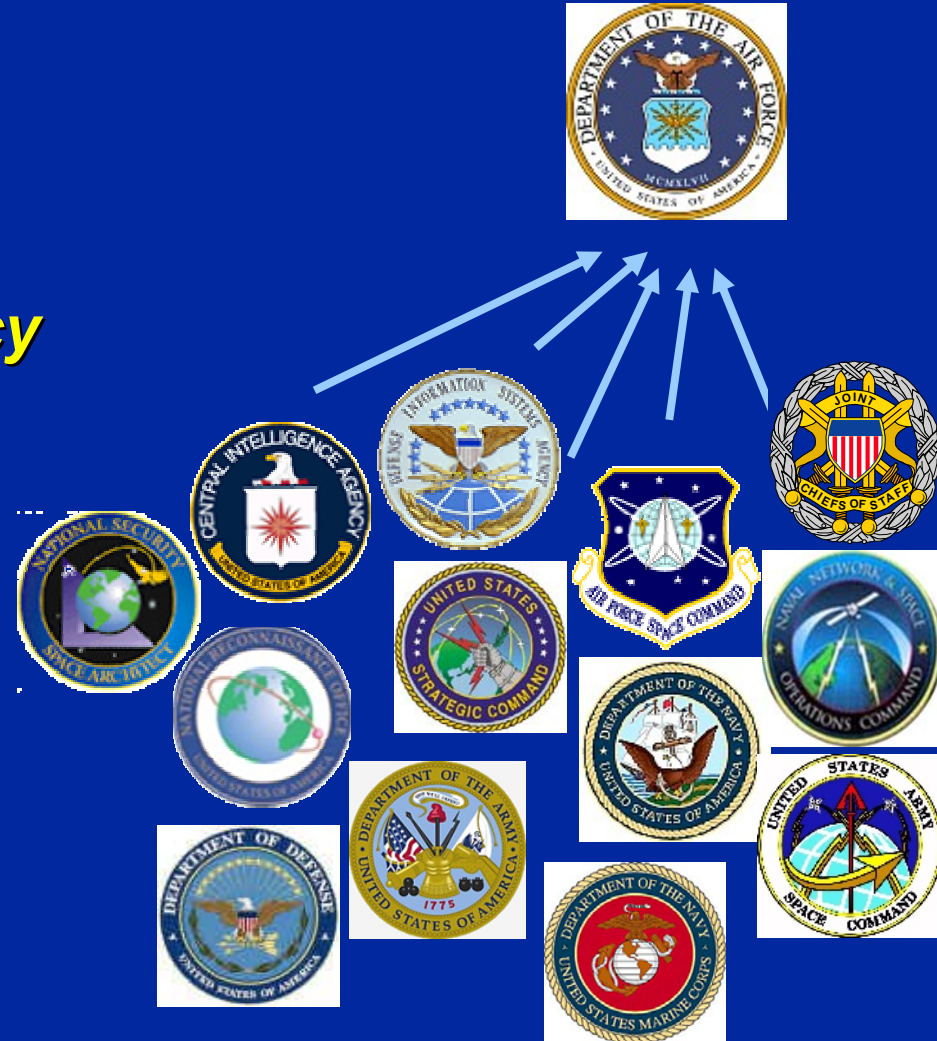 DEPARTMENT OF THE AIR FORCE
MCMXLVII
UNITED STATES OF AMERICA
cy
JOINT
CHIEFS OF STAFF
DEFENSE INFORMATION SYSTEMS AGENCY
CENTRAL INTELLIGENCE AGENCY
UNITED STATES OF AMERICA
AIR FORCE SPACE COMMAND
NATIONAL SECURITY
SPACE ARCHITECT
UNITED STATES
STRATEGIC COMMAND
NAVAL NETWORK & SPACE
OPERATIONS COMMAND
NATIONAL RECONNAISSANCE OFFICE
UNITED STATES OF AMERICA
DEPARTMENT OF THE NAVY
UNITED STATES OF AMERICA
UNITED STATES ARMY
SPACE COMMAND
DEPARTMENT OF THE ARMY
1775
UNITED STATES OF AMERICA
DEPARTMENT OF DEFENSE
UNITED STATES OF AMERICA
DEPARTMENT OF THE NAVY
UNITED STATES MARINE CORPS